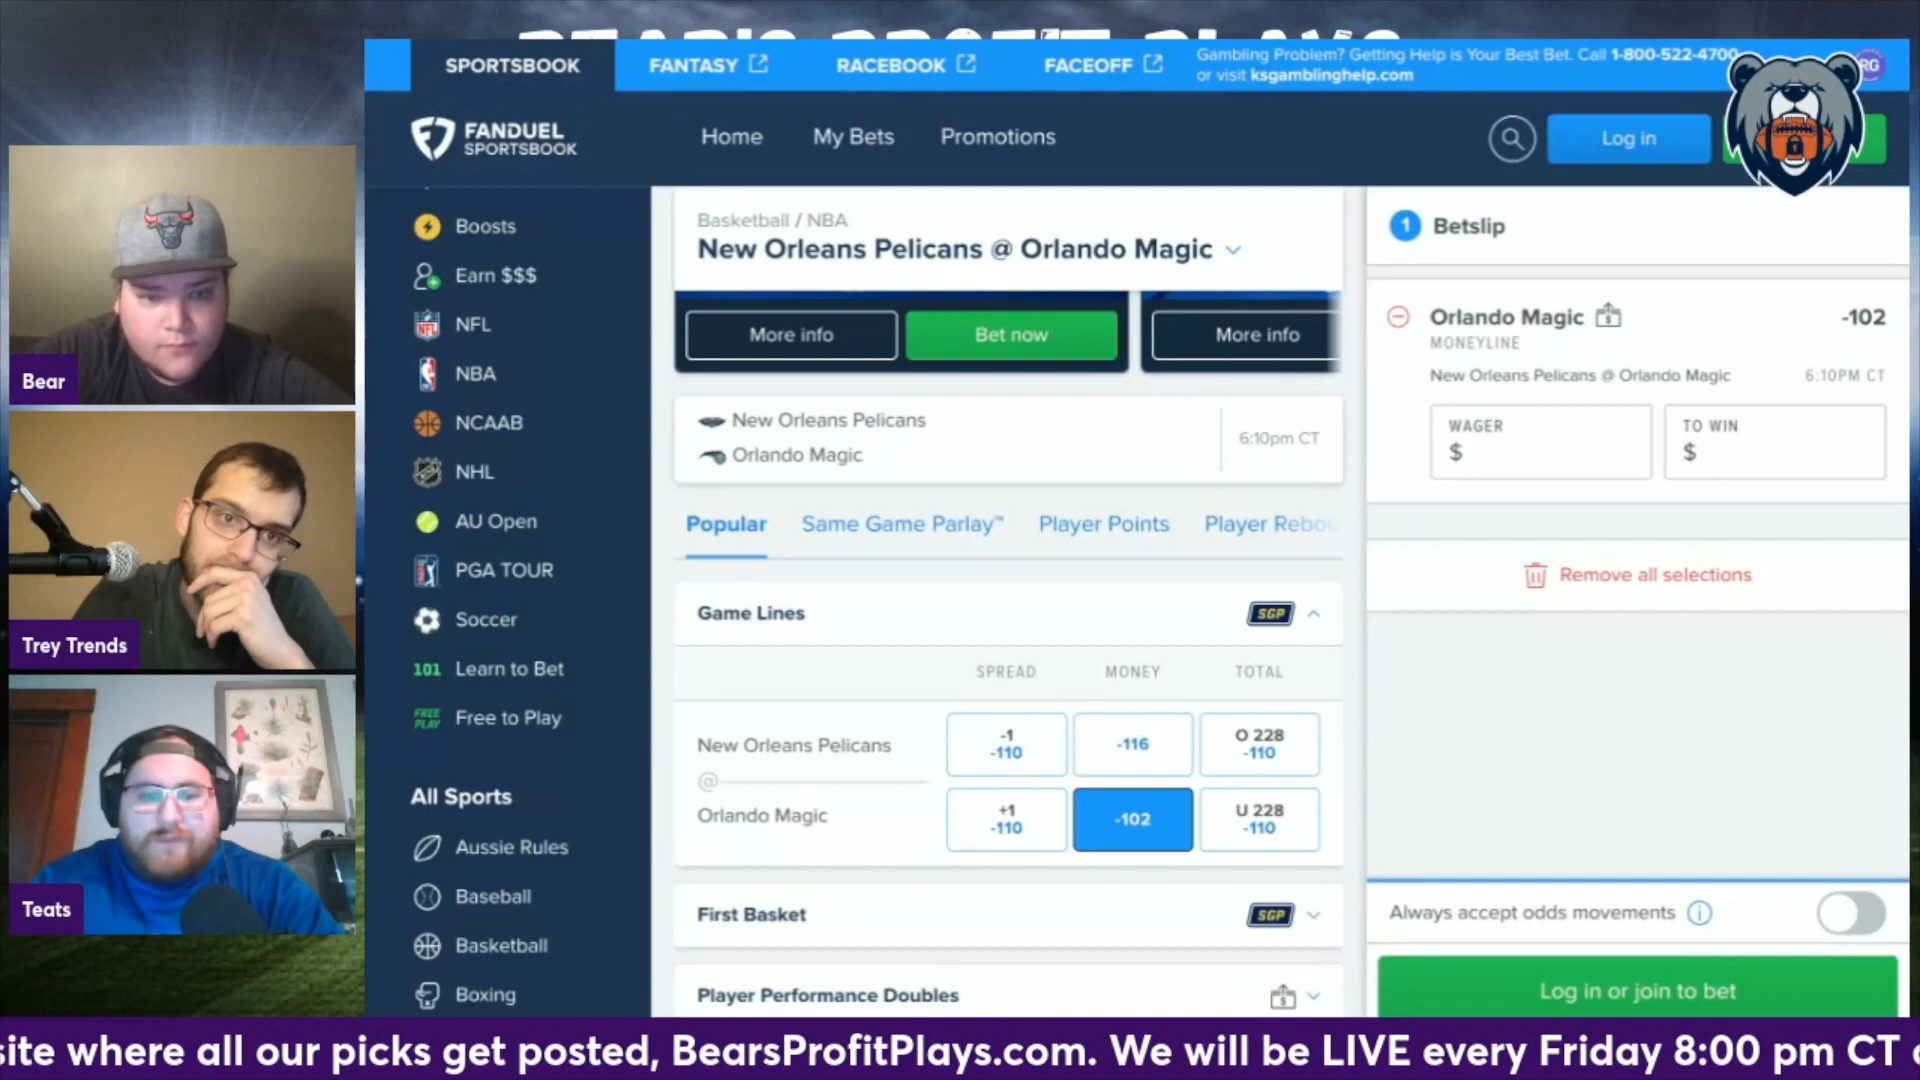 BEAR'S PROFIT PLAYS
SPORTSBOOK
FANTASY
RACEBOOK
FACEOFF
Gambling Problem? Getting Help is Your Best Bet. Call 1-800-522-4700
or visit ksgamblinghelp.com
RG
FANDUEL
SPORTSBOOK
Home
My Bets
Promotions
Log in
Boosts
Earn $$$
NFL
NBA
NCAAB
NHL
AU Open
PGA TOUR
Soccer
101 Learn to Bet
FREE PLAY Free to Play
All Sports
Aussie Rules
Baseball
Basketball
Boxing
Bear
Trey Trends
Teats
Basketball / NBA
New Orleans Pelicans @ Orlando Magic
More info
Bet now
More info
New Orleans Pelicans
Orlando Magic
6:10pm CT
Popular
Same Game Parlay™
Player Points
Player Rebou
Game Lines
SGP
SPREAD MONEY TOTAL
New Orleans Pelicans
-1
-110
-116
O 228
-110
@
Orlando Magic
+1
-110
-102
U 228
-110
First Basket
SGP
Player Performance Doubles
1 Betslip
Orlando Magic
-102
MONEYLINE
New Orleans Pelicans @ Orlando Magic
6:10PM CT
WAGER
$
TO WIN
$
Remove all selections
Always accept odds movements
Log in or join to bet
site where all our picks get posted, BearsProfitPlays.com. We will be LIVE every Friday 8:00 pm CT